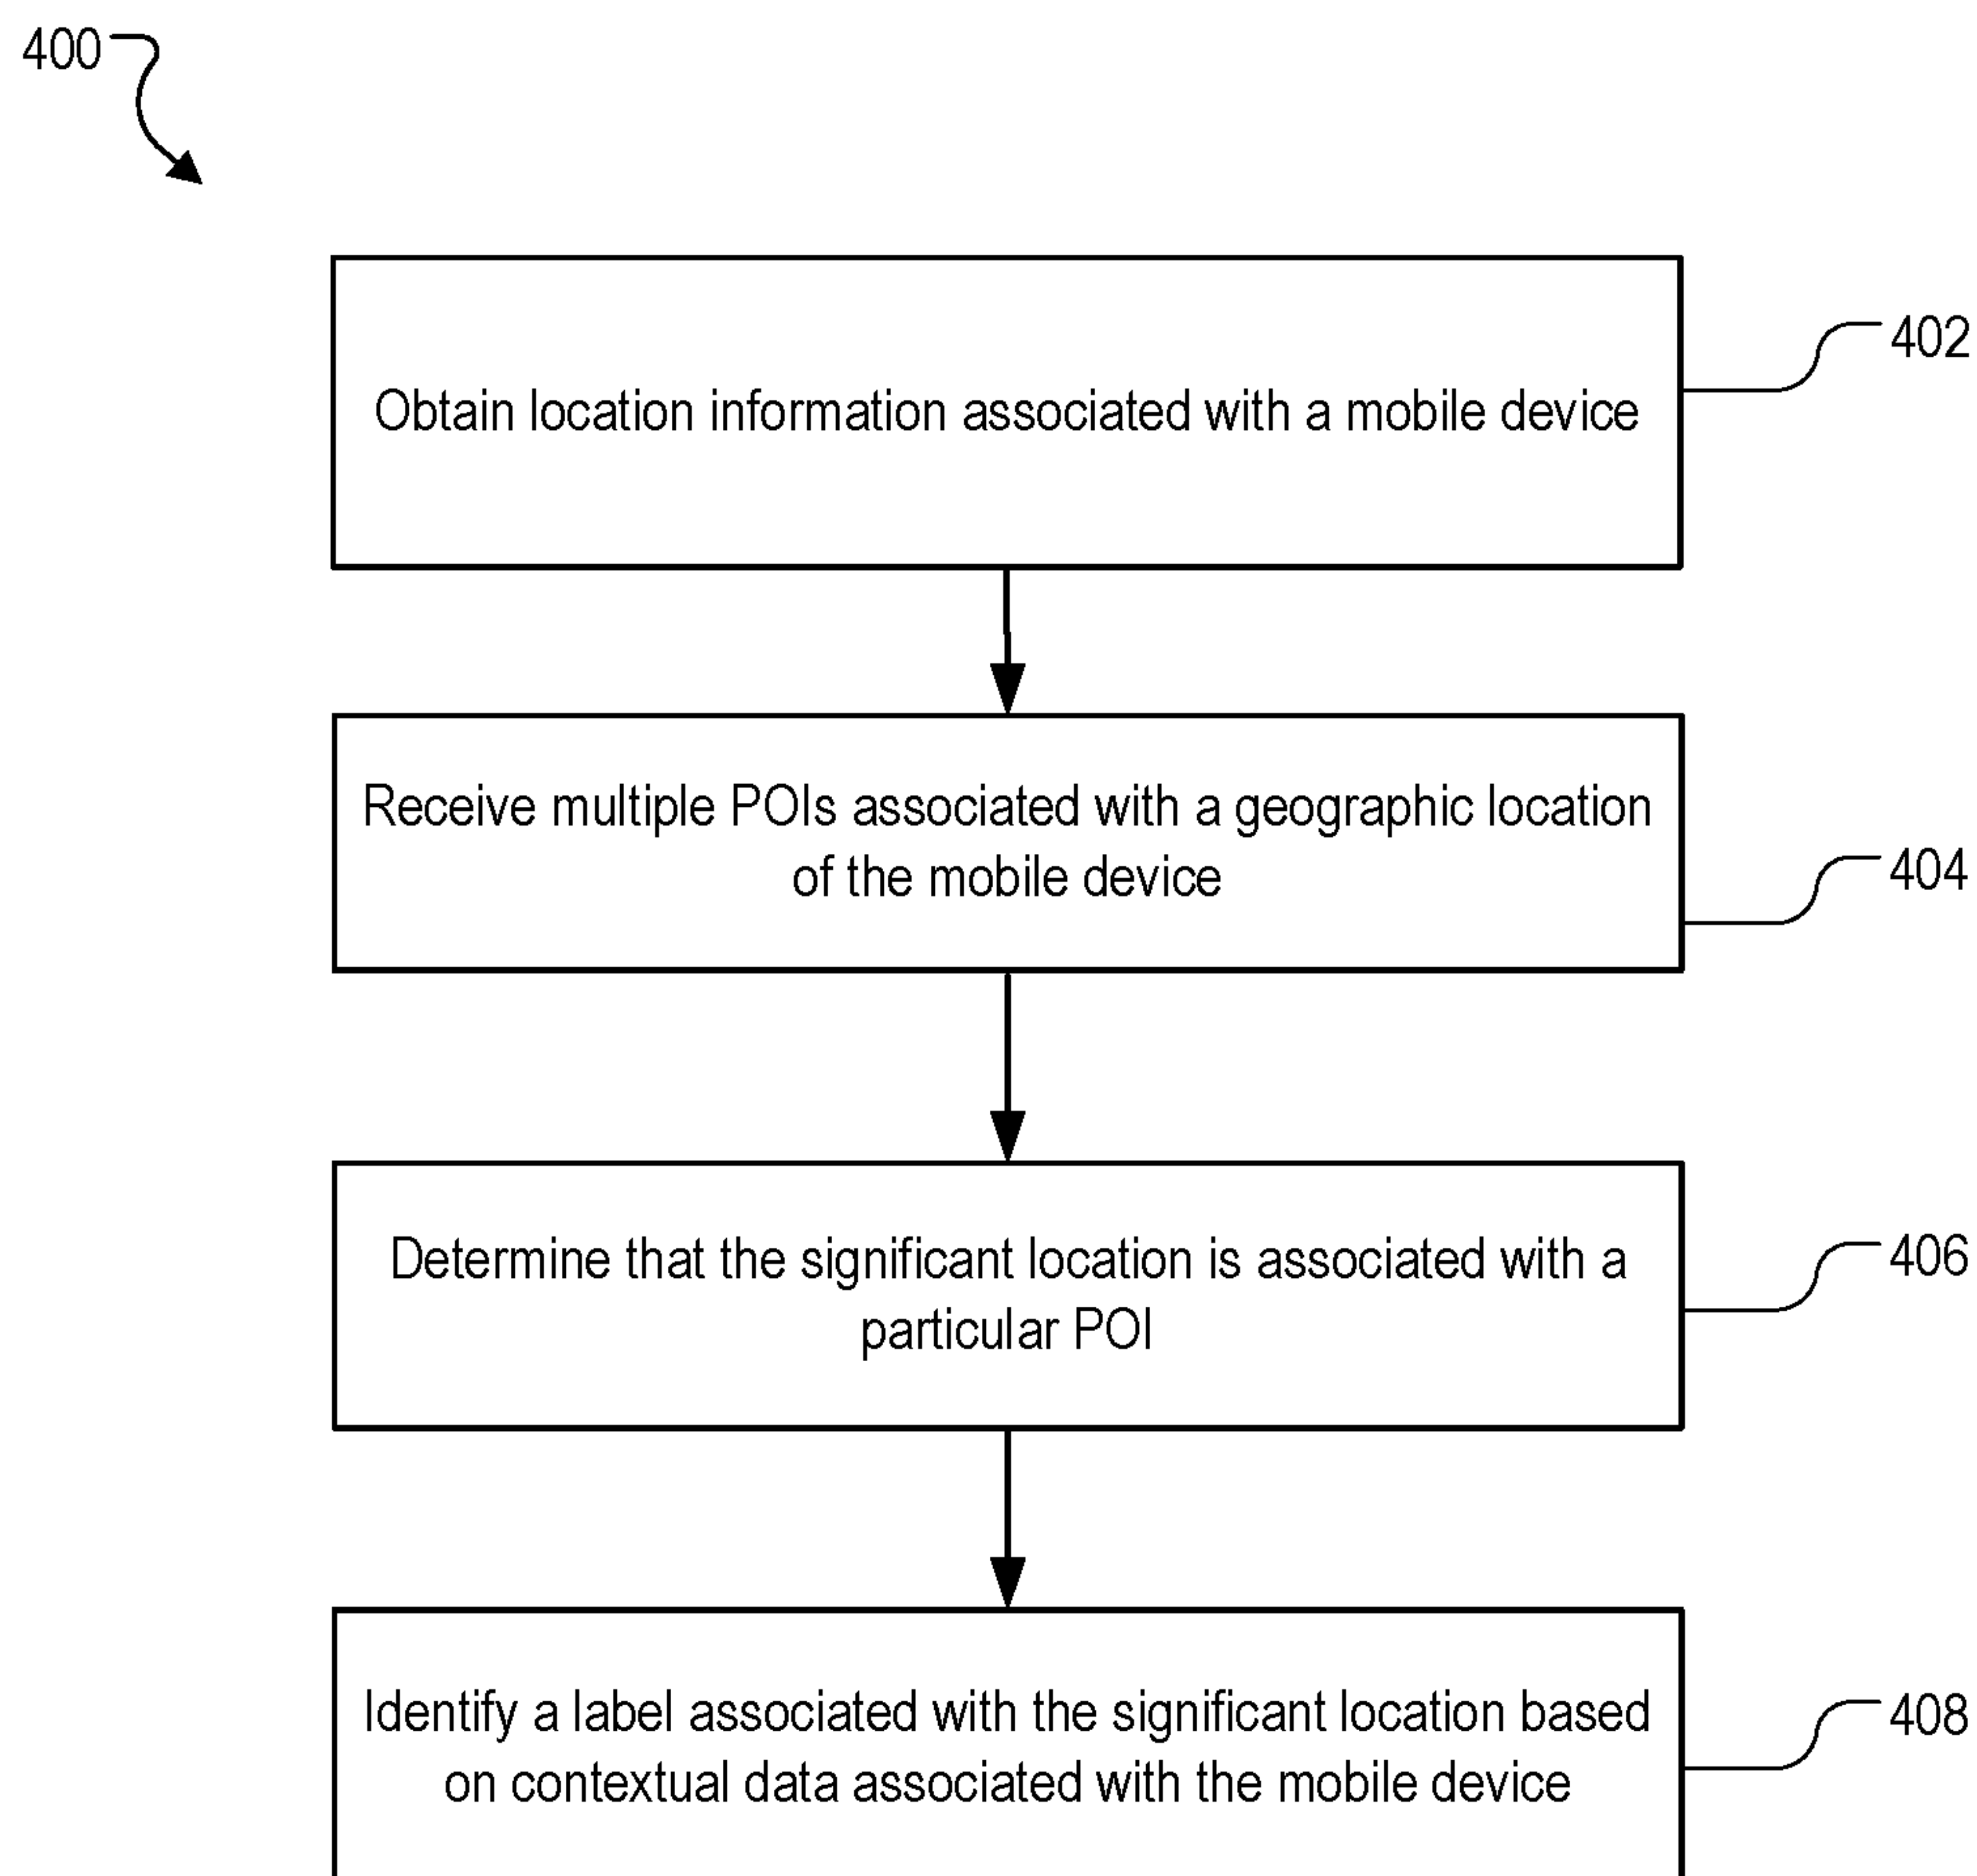 400
Obtain location information associated with a mobile device
402
Receive multiple POIs associated with a geographic location
of the mobile device
404
Determine that the significant location is associated with a
particular POI
406
Identify a label associated with the significant location based
on contextual data associated with the mobile device
408